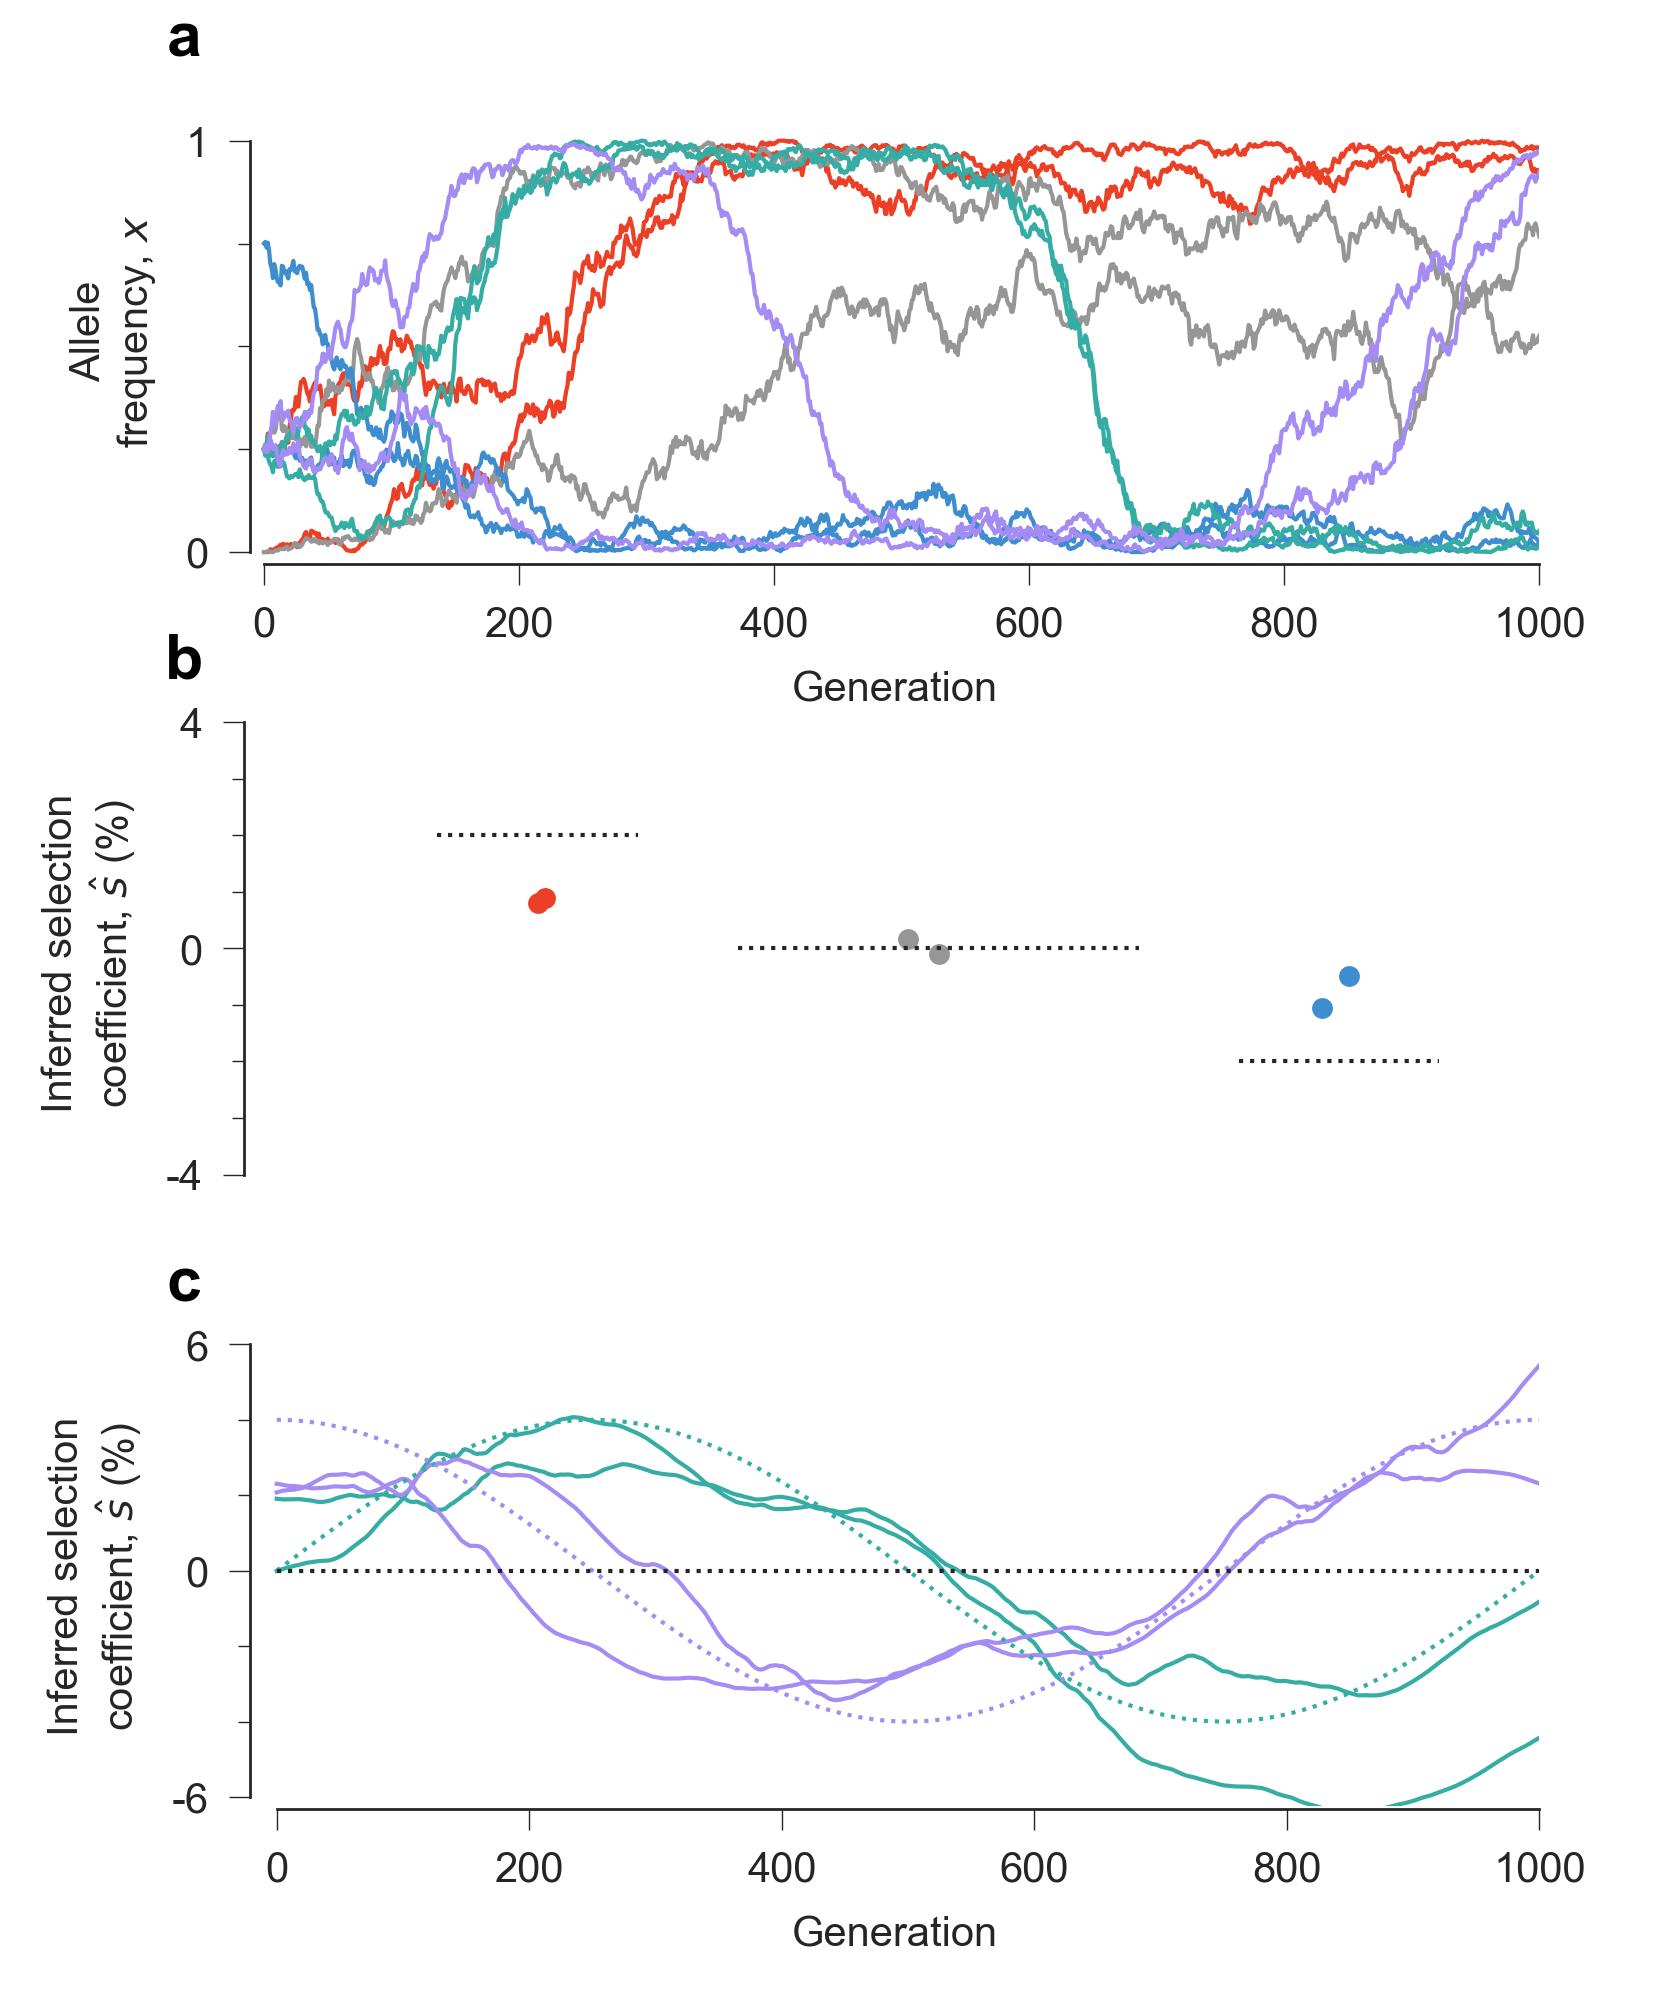 a
1
0
Allele
frequency, x
0 200 400 600 800 1000
Generation
b
4
0
-4
Inferred selection
coefficient, ŝ (%)
c
6
0
-6
Inferred selection
coefficient, ŝ (%)
0 200 400 600 800 1000
Generation